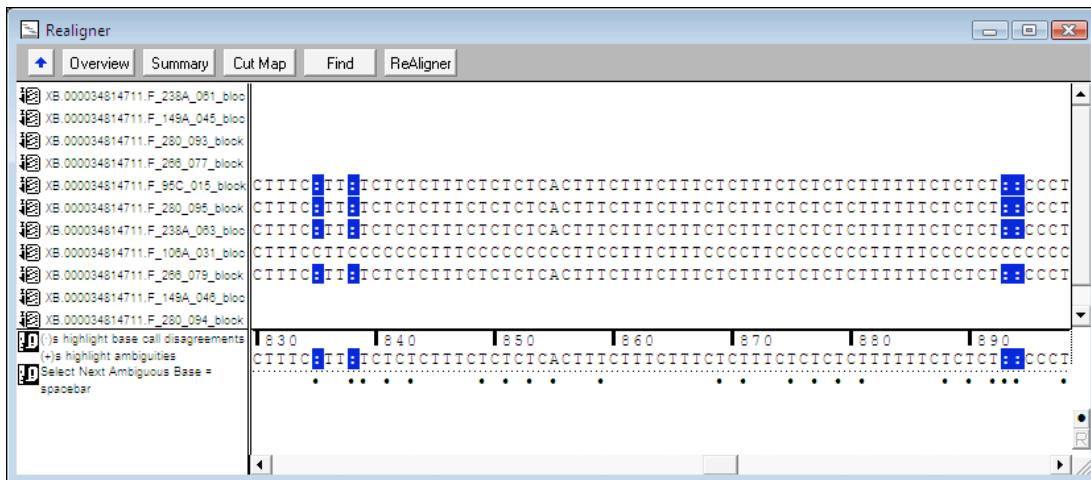 Realigner
Overview Summary Cut Map Find ReAligner
XB.000034814711.F_238A_061_bloc
XB.000034814711.F_149A_045_bloc
XB.000034814711.F_280_093_block
XB.000034814711.F_266_077_block
XB.000034814711.F_95C_015_block CTTTC:TT:TCTCTCTTTCTCTCTCACTTTCTTTCTTTCTCTTTCCCTCTCTTTTTTCTCTCT::CCCT
XB.000034814711.F_280_095_block CTTTC:TT:TCTCTCTTTCTCTCTCACTTTCTTTCTTTCTCTTTCCCTCTCTTTTTTCTCTCT::CCCT
XB.000034814711.F_238A_063_bloc CTTTC:TT:TCTCTCTTTCTCTCTCACTTTCTTTCTTTCTCTTTCTCTCTCTTTTTTCTCTCT::CCCT
XB.000034814711.F_106A_031_bloc
XB.000034814711.F_266_079_block CTTTC:TT:TCTCTCTTTCTCTCTCACTTTCTTTCTTTCTCTTTCTCTCTCTTTTTTCTCTCT::CCCT
XB.000034814711.F_149A_046_bloc
XB.000034814711.F_280_094_block
(·)s highlight base call disagreements 830 840 850 860 870 880 890
(+)s highlight ambiguities CTTTC:TT:TCTCTCTTTCTCTCTCACTTTCTTTCTTTCTCTTTCTCTCTCTTTTTTCTCTCT::CCCT
Select Next Ambiguous Base =
spacebar
R